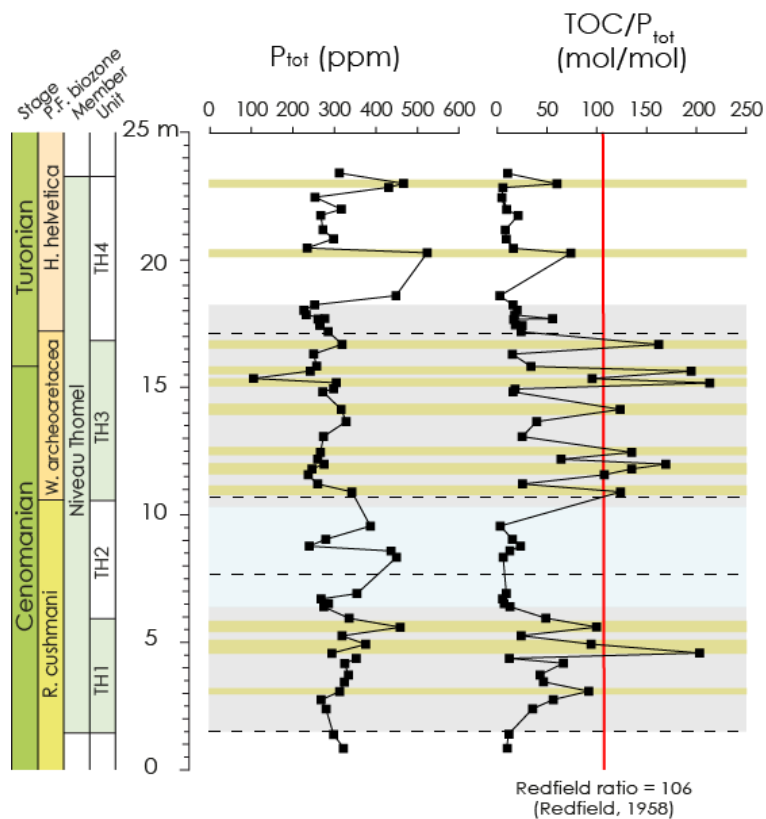 Stage
P.F. biozone
Member
Unit
P tot (ppm)
TOC/P tot
(mol/mol)
0 100 200 300 400 500 600
0 50 100 150 200 250
25 m
20
15
10
5
0
Turonian
Cenomanian
H. helvetica
W. archeocretacea
R. cushmani
Niveau Thomel
TH4
TH3
TH2
TH1
Redfield ratio = 106
(Redfield, 1958)